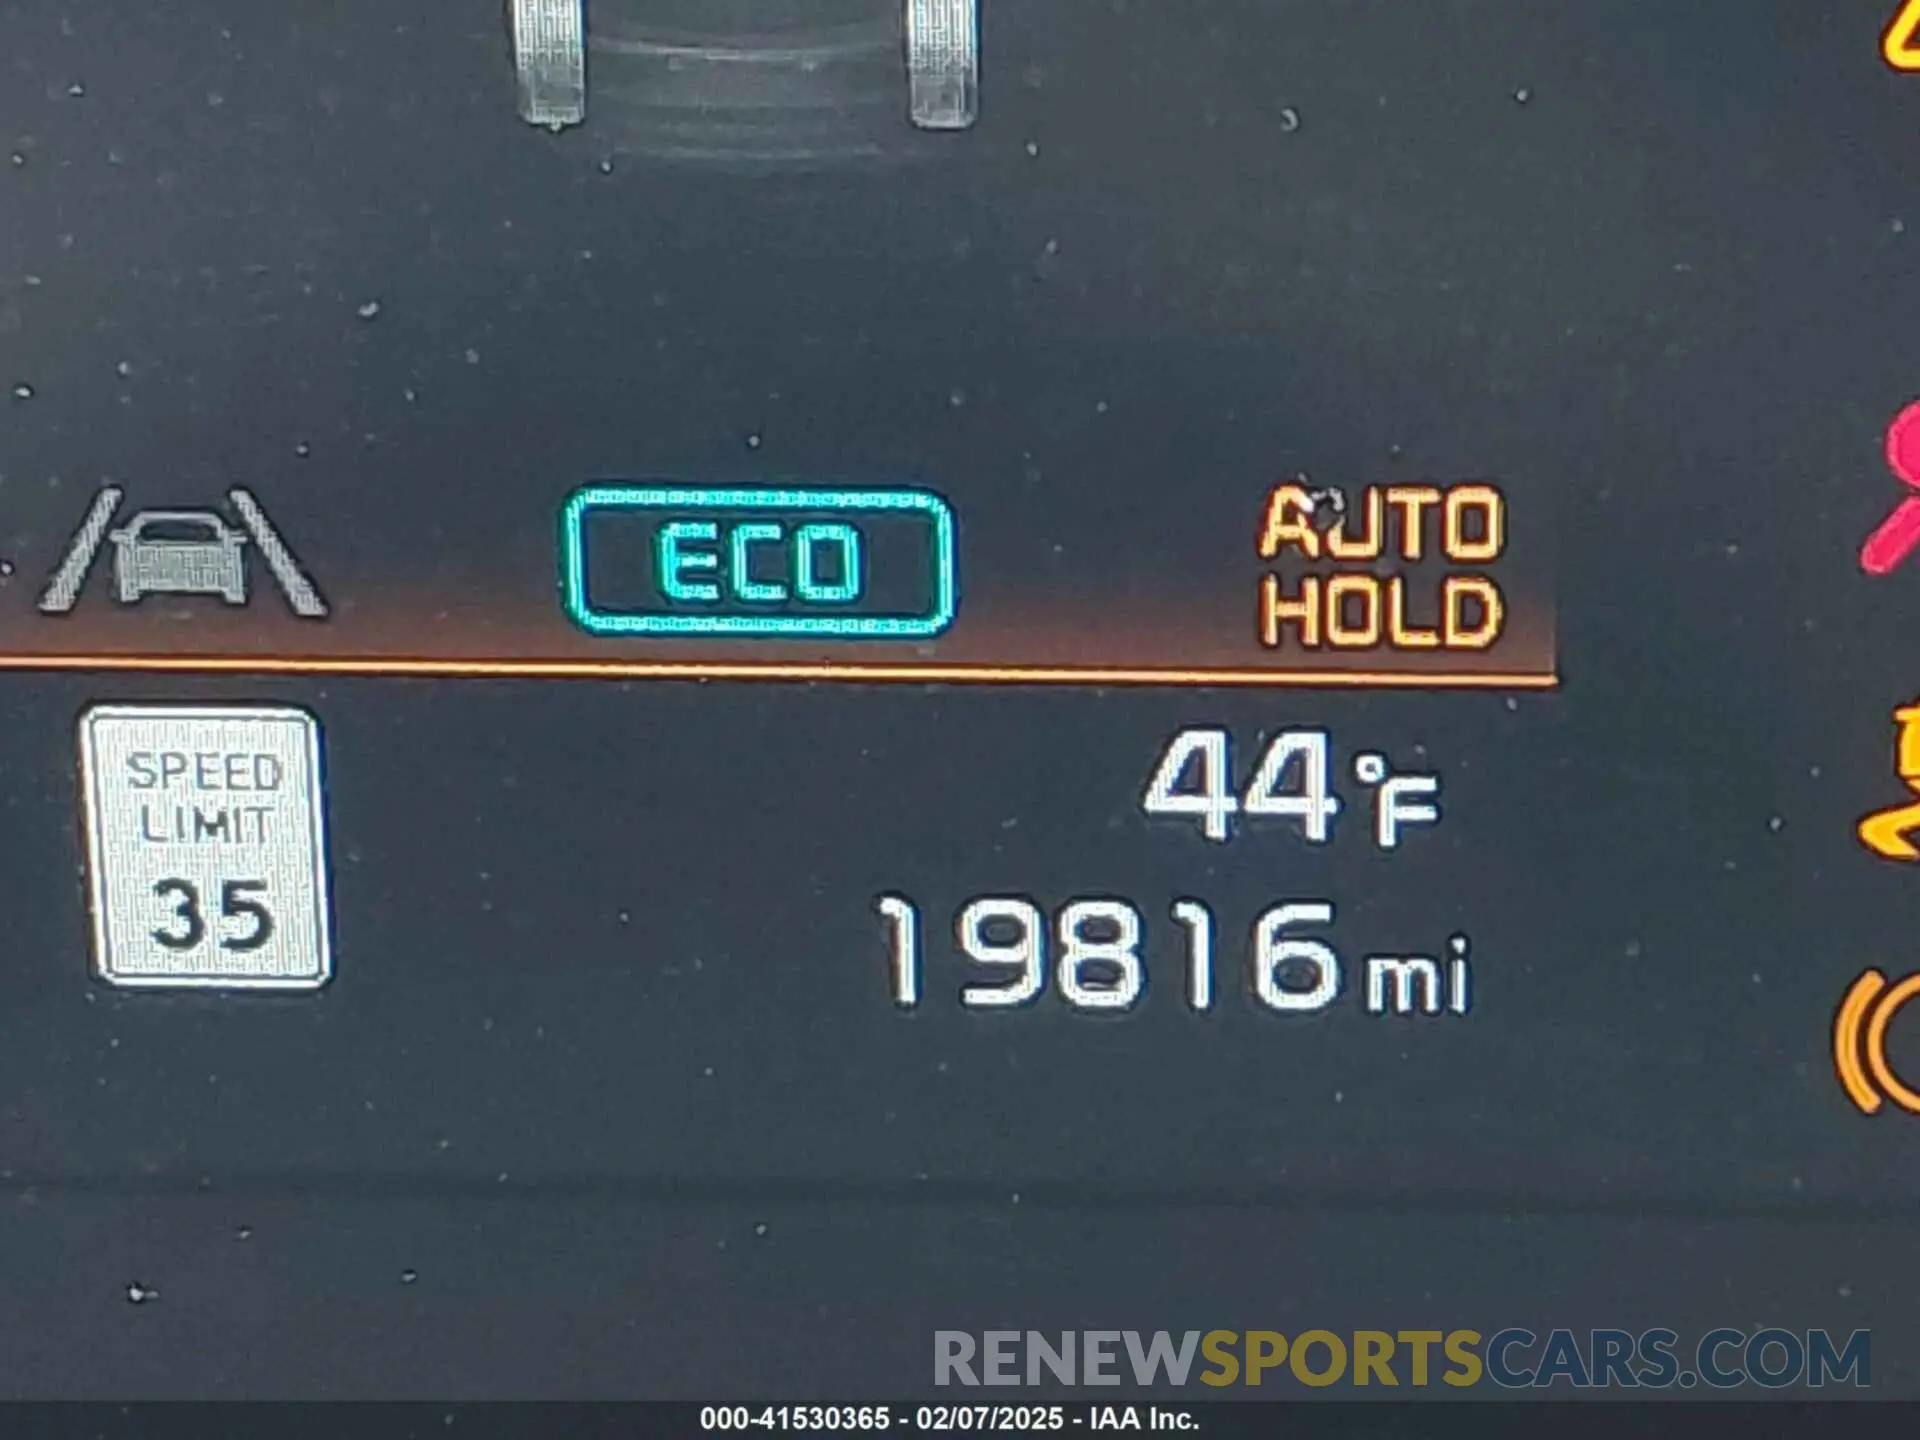 ECO
AUTO
HOLD
SPEED
LIMIT
35
44°F
19816 mi
RENEWSPORTSCARS.COM
000-41530365 - 02/07/2025 - IAA Inc.